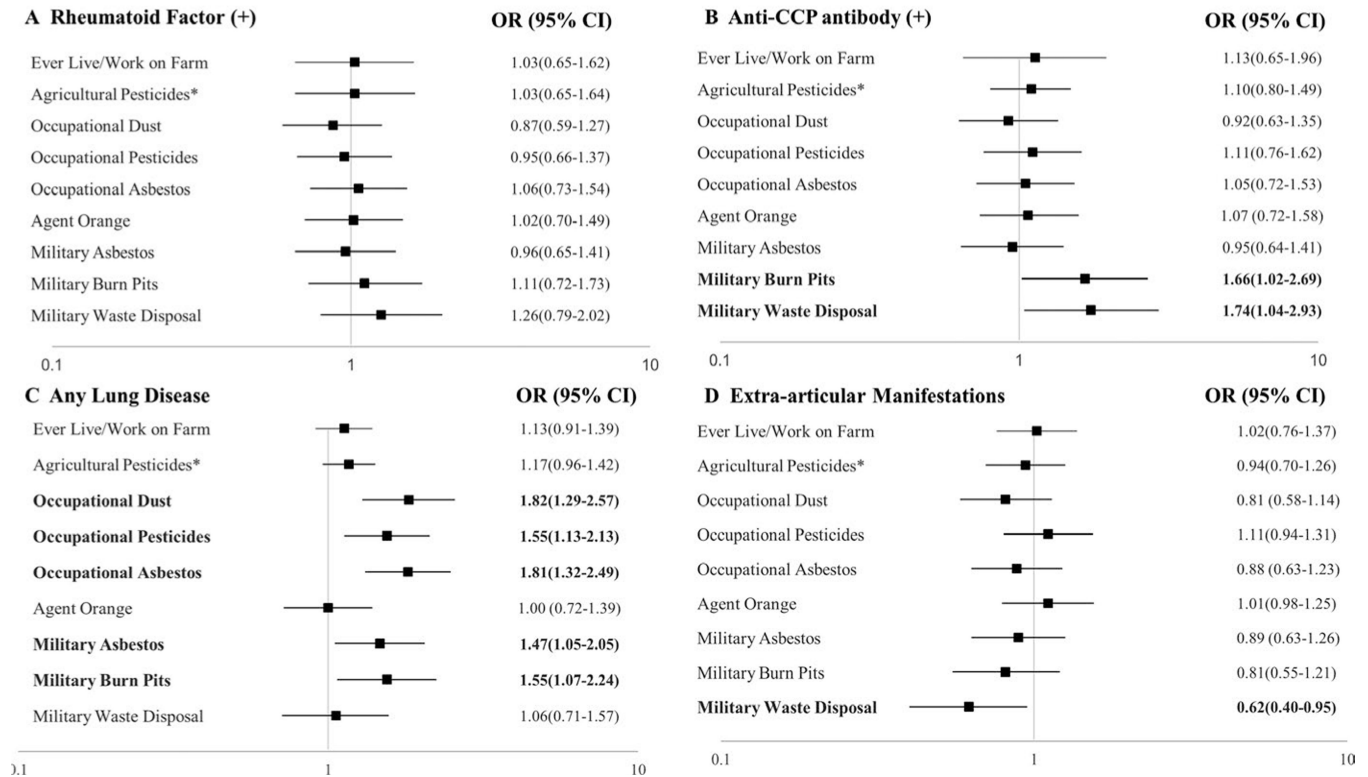 A Rheumatoid Factor (+) OR (95% CI)
Ever Live/Work on Farm 1.03(0.65-1.62)
Agricultural Pesticides* 1.03(0.65-1.64)
Occupational Dust 0.87(0.59-1.27)
Occupational Pesticides 0.95(0.66-1.37)
Occupational Asbestos 1.06(0.73-1.54)
Agent Orange 1.02(0.70-1.49)
Military Asbestos 0.96(0.65-1.41)
Military Burn Pits 1.11(0.72-1.73)
Military Waste Disposal 1.26(0.79-2.02)
0.1 1 10
B Anti-CCP antibody (+) OR (95% CI)
Ever Live/Work on Farm 1.13(0.65-1.96)
Agricultural Pesticides* 1.10(0.80-1.49)
Occupational Dust 0.92(0.63-1.35)
Occupational Pesticides 1.11(0.76-1.62)
Occupational Asbestos 1.05(0.72-1.53)
Agent Orange 1.07 (0.72-1.58)
Military Asbestos 0.95(0.64-1.41)
Military Burn Pits 1.66(1.02-2.69)
Military Waste Disposal 1.74(1.04-2.93)
0.1 1 10
C Any Lung Disease OR (95% CI)
Ever Live/Work on Farm 1.13(0.91-1.39)
Agricultural Pesticides* 1.17(0.96-1.42)
Occupational Dust 1.82(1.29-2.57)
Occupational Pesticides 1.55(1.13-2.13)
Occupational Asbestos 1.81(1.32-2.49)
Agent Orange 1.00 (0.72-1.39)
Military Asbestos 1.47(1.05-2.05)
Military Burn Pits 1.55(1.07-2.24)
Military Waste Disposal 1.06(0.71-1.57)
0.1 1 10
D Extra-articular Manifestations OR (95% CI)
Ever Live/Work on Farm 1.02(0.76-1.37)
Agricultural Pesticides* 0.94(0.70-1.26)
Occupational Dust 0.81 (0.58-1.14)
Occupational Pesticides 1.11(0.94-1.31)
Occupational Asbestos 0.88 (0.63-1.23)
Agent Orange 1.01(0.98-1.25)
Military Asbestos 0.89 (0.63-1.26)
Military Burn Pits 0.81(0.55-1.21)
Military Waste Disposal 0.62(0.40-0.95)
0.1 1 10